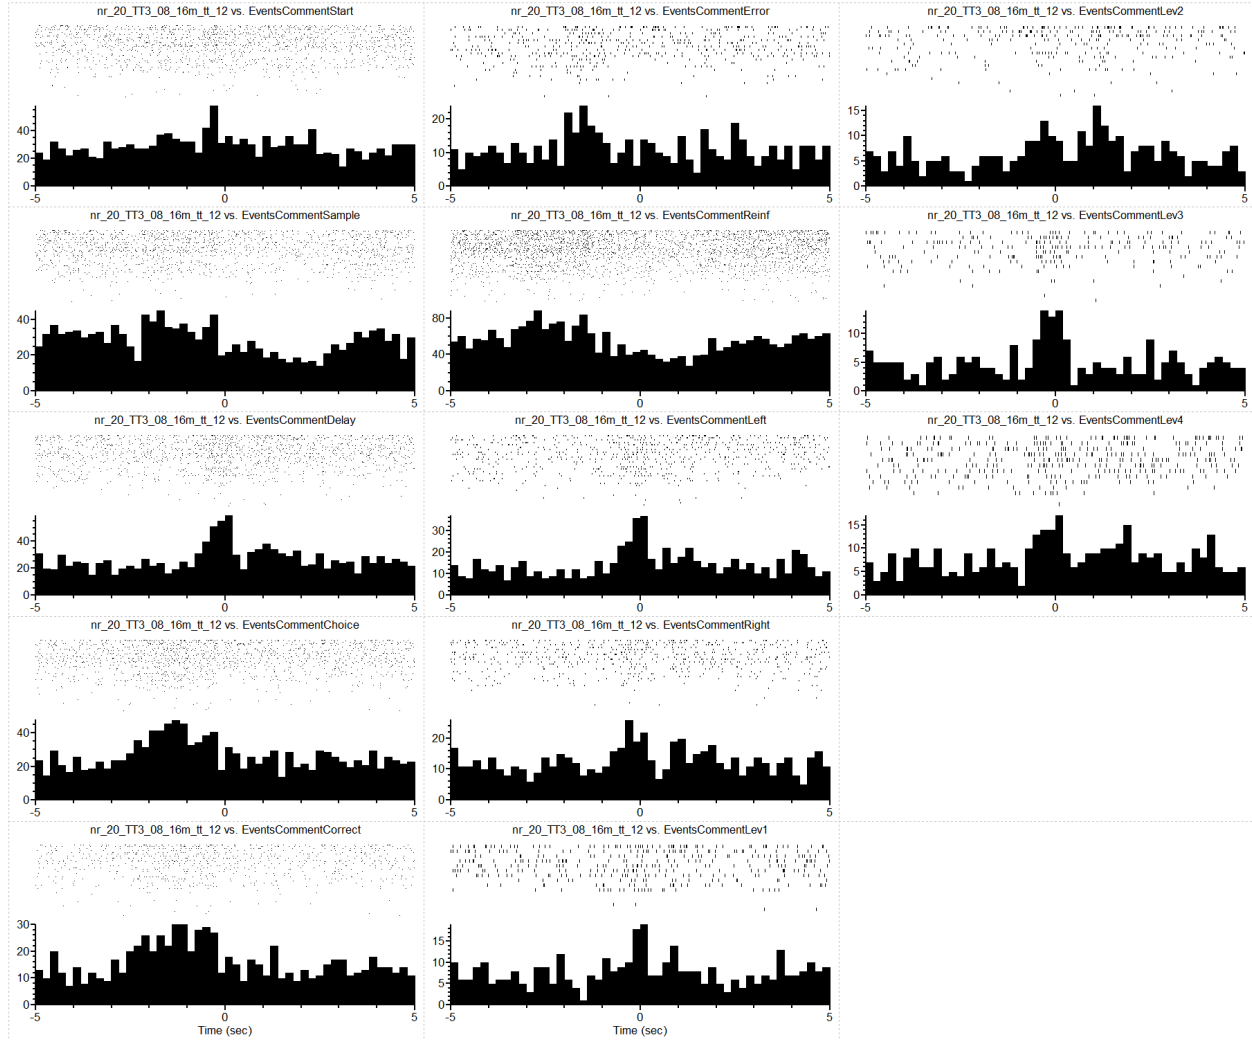 nr_20_TT3_08_16m_tt_12 vs. EventsCommentStart
40
20
0
-5 0 5
nr_20_TT3_08_16m_tt_12 vs. EventsCommentError
20
10
0
-5 0 5
nr_20_TT3_08_16m_tt_12 vs. EventsCommentLev2
15
10
5
0
-5 0 5
nr_20_TT3_08_16m_tt_12 vs. EventsCommentSample
40
20
0
-5 0 5
nr_20_TT3_08_16m_tt_12 vs. EventsCommentReinf
80
40
0
-5 0 5
nr_20_TT3_08_16m_tt_12 vs. EventsCommentLev3
10
5
0
-5 0 5
nr_20_TT3_08_16m_tt_12 vs. EventsCommentDelay
40
20
0
-5 0 5
nr_20_TT3_08_16m_tt_12 vs. EventsCommentLeft
30
20
10
0
-5 0 5
nr_20_TT3_08_16m_tt_12 vs. EventsCommentLev4
15
10
5
0
-5 0 5
nr_20_TT3_08_16m_tt_12 vs. EventsCommentChoice
40
20
0
-5 0 5
nr_20_TT3_08_16m_tt_12 vs. EventsCommentRight
20
10
0
-5 0 5
nr_20_TT3_08_16m_tt_12 vs. EventsCommentCorrect
30
20
10
0
-5 0 5
Time (sec)
nr_20_TT3_08_16m_tt_12 vs. EventsCommentLev1
15
10
5
0
-5 0 5
Time (sec)